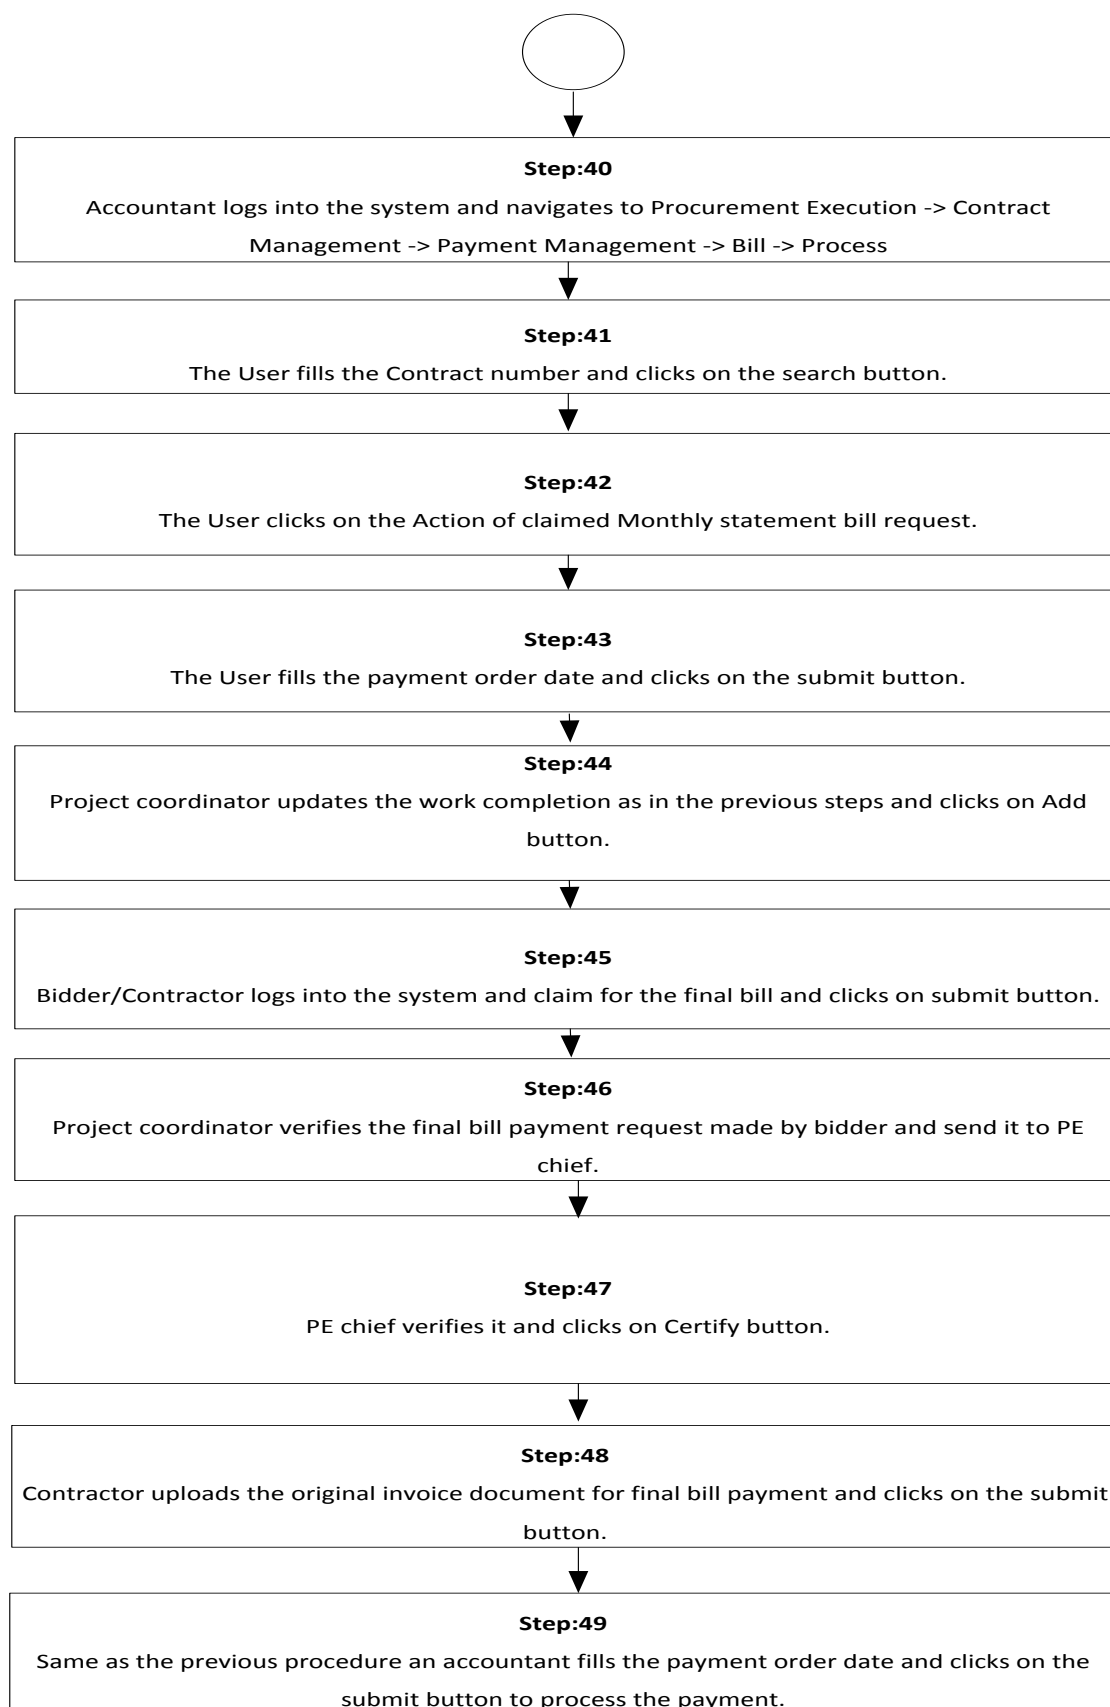 Step:40
Accountant logs into the system and navigates to Procurement Execution -> Contract
Management -> Payment Management -> Bill -> Process
Step:41
The User fills the Contract number and clicks on the search button.
Step:42
The User clicks on the Action of claimed Monthly statement bill request.
Step:43
The User fills the payment order date and clicks on the submit button.
Step:44
Project coordinator updates the work completion as in the previous steps and clicks on Add
button.
Step:45
Bidder/Contractor logs into the system and claim for the final bill and clicks on submit button.
Step:46
Project coordinator verifies the final bill payment request made by bidder and send it to PE
chief.
Step:47
PE chief verifies it and clicks on Certify button.
Step:48
Contractor uploads the original invoice document for final bill payment and clicks on the submit
button.
Step:49
Same as the previous procedure an accountant fills the payment order date and clicks on the
submit button to process the payment.